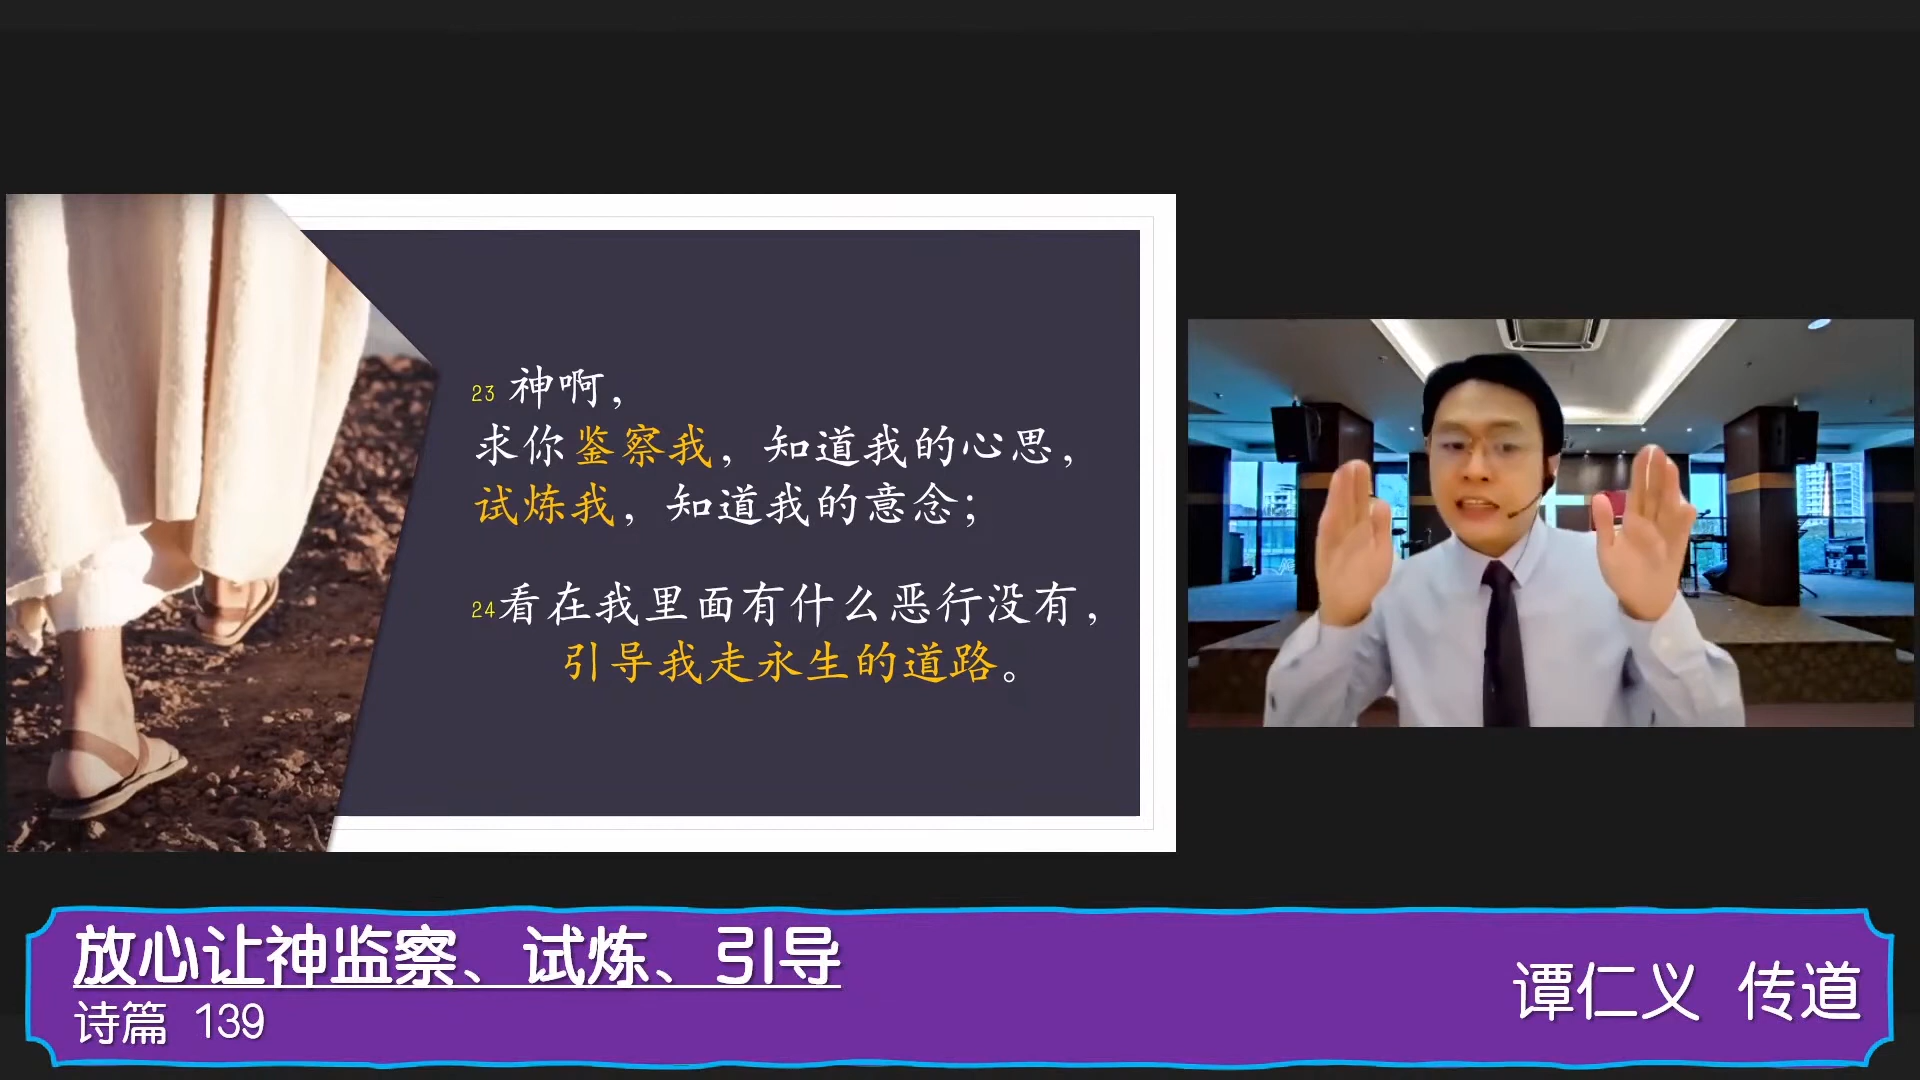 23 神啊，
求你鉴察我，知道我的心思，
试炼我，知道我的意念；
24看在我里面有什么恶行没有，
引导我走永生的道路。
放心让神监察、试炼、引导
诗篇 139
谭仁义 传道